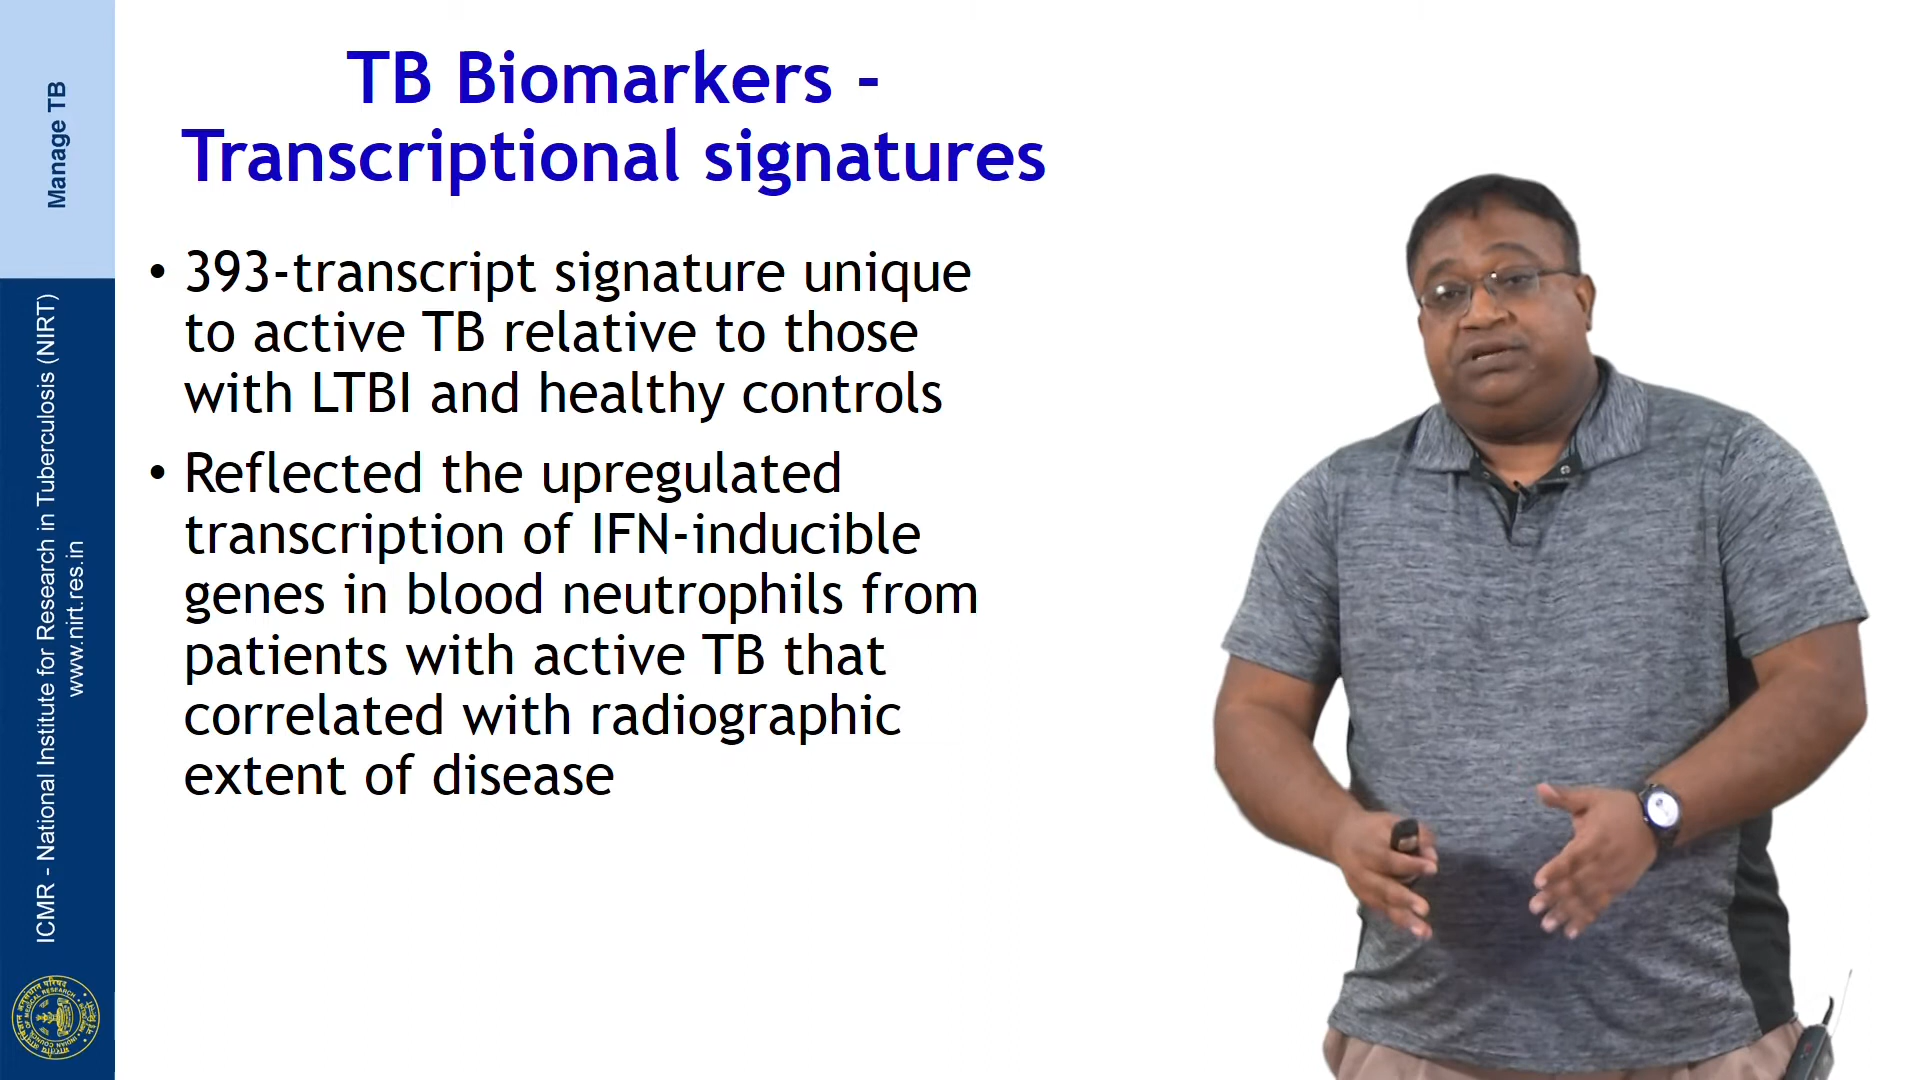 TB Biomarkers -
Transcriptional signatures
• 393-transcript signature unique
to active TB relative to those
with LTBI and healthy controls
• Reflected the upregulated
transcription of IFN-inducible
genes in blood neutrophils from
patients with active TB that
correlated with radiographic
extent of disease
Manage TB
ICMR - National Institute for Research in Tuberculosis (NIRT)
www.nirt.res.in